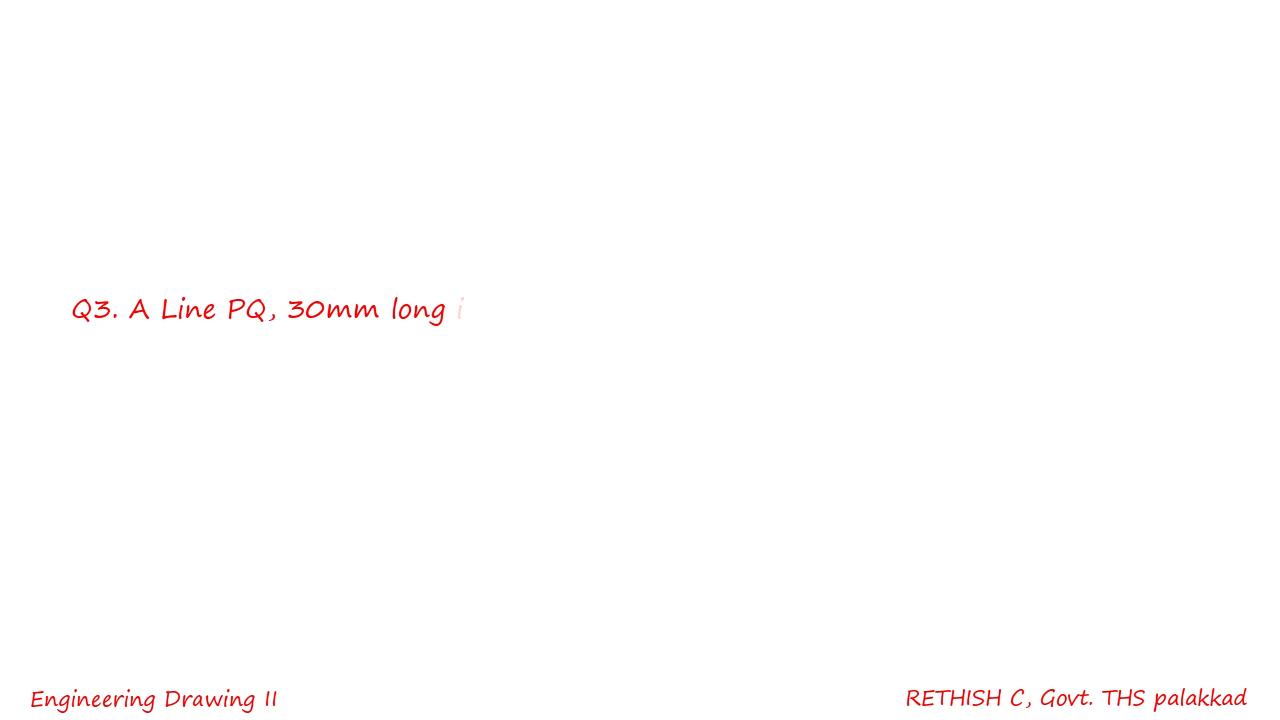 Q3. A Line PQ, 30mm long i
Engineering Drawing II
RETHISH C, Govt. THS palakkad